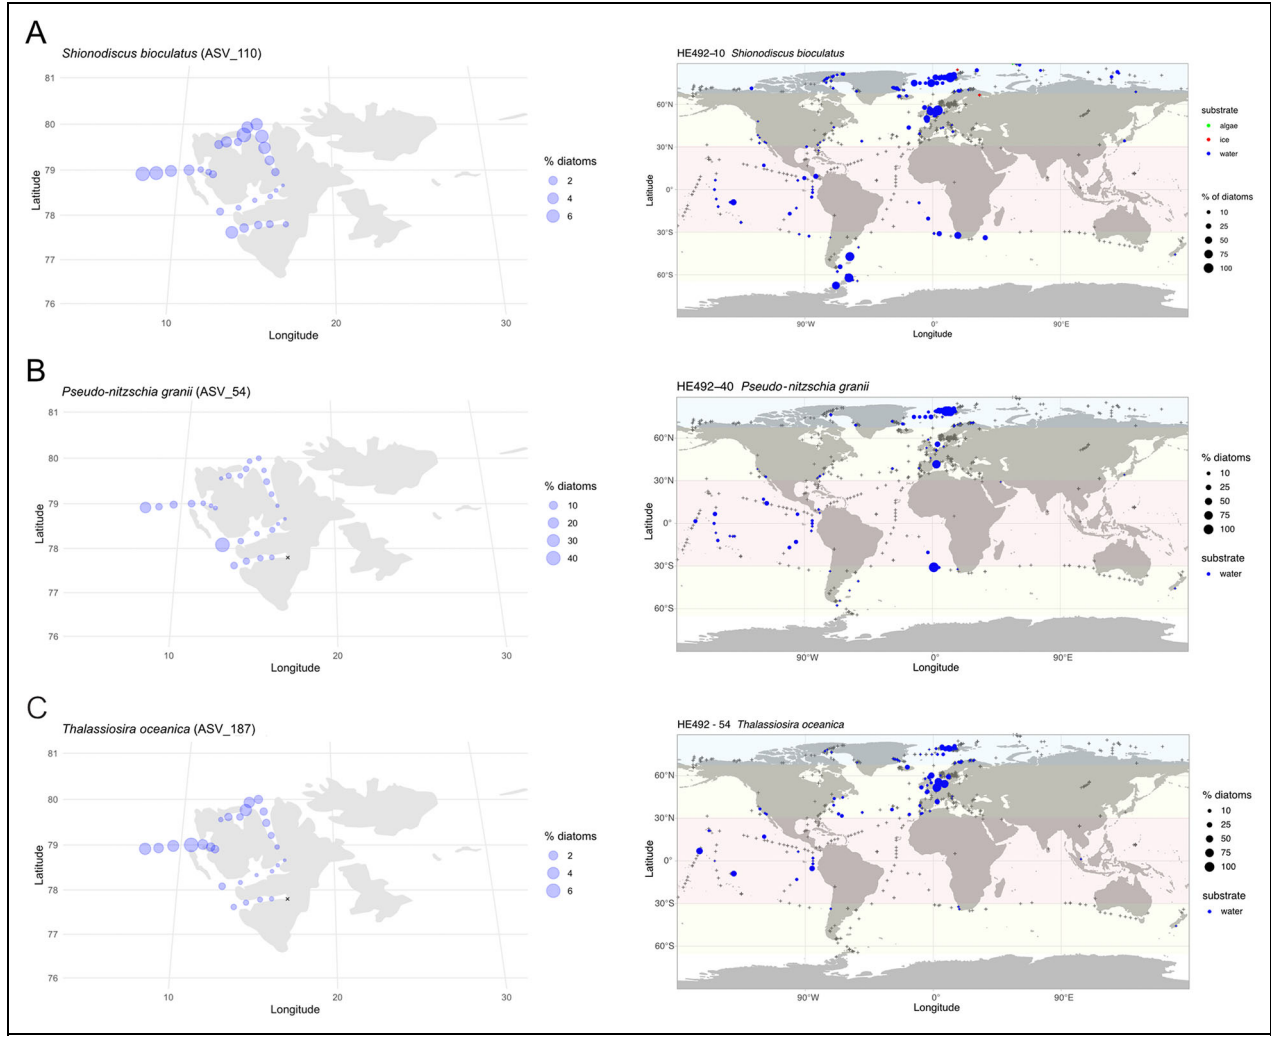 A
Shionodiscus bioculatus (ASV_110)
81
80
79
78
77
76
Latitude
10
20
30
Longitude
% diatoms
2
4
6
HE492–10 Shionodiscus bioculatus
60°N
30°N
0°
30°S
60°S
Latitude
90°W
0°
90°E
Longitude
substrate
algae
ice
water
% of diatoms
10
25
50
75
100
B
Pseudo-nitzschia granii (ASV_54)
81
80
79
78
77
76
Latitude
10
20
30
Longitude
% diatoms
10
20
30
40
HE492–40 Pseudo-nitzschia granii
60°N
30°N
0°
30°S
60°S
Latitude
90°W
0°
90°E
Longitude
% diatoms
10
25
50
75
100
substrate
water
C
Thalassiosira oceanica (ASV_187)
81
80
79
78
77
76
Latitude
10
20
30
Longitude
% diatoms
2
4
6
HE492 - 54 Thalassiosira oceanica
60°N
30°N
0°
30°S
60°S
Latitude
90°W
0°
90°E
Longitude
% diatoms
10
25
50
75
100
substrate
water